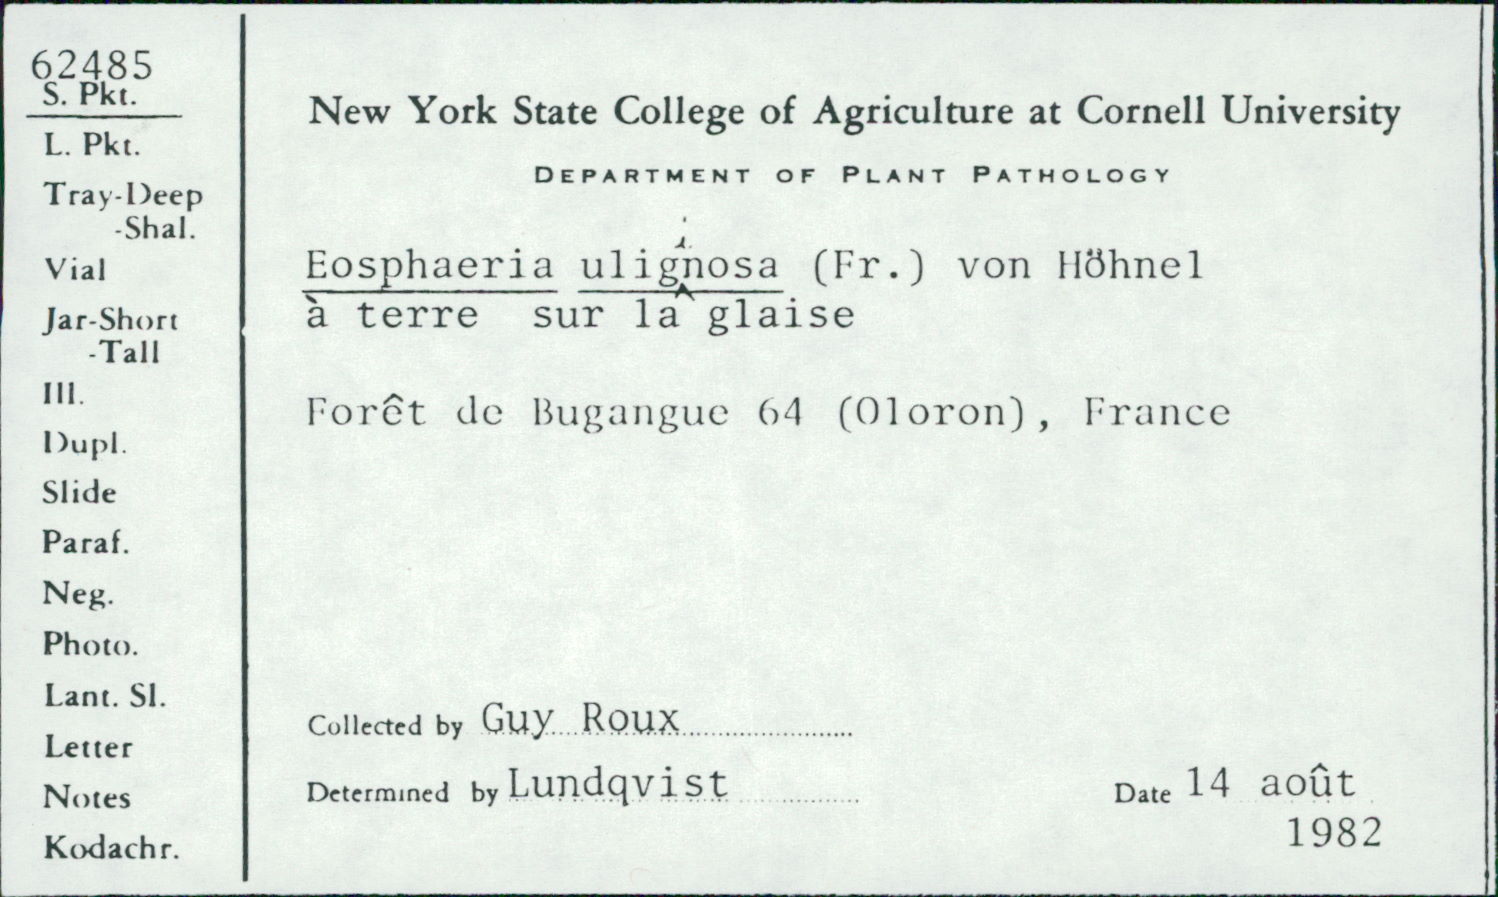 62485
S. Pkt.
L. Pkt.
Tray-Deep
-Shal.
Vial
Jar-Short
-Tall
Ill.
Dupl.
Slide
Paraf.
Neg.
Photo.
Lant. Sl.
Letter
Notes
Kodachr.
New York State College of Agriculture at Cornell University
DEPARTMENT OF PLANT PATHOLOGY
Eosphaeria uliginosa (Fr.) von Höhnel
à terre sur la glaise
Forêt de Bugangue 64 (Oloron), France
Collected by Guy Roux
Determined by Lundqvist
Date 14 août
1982